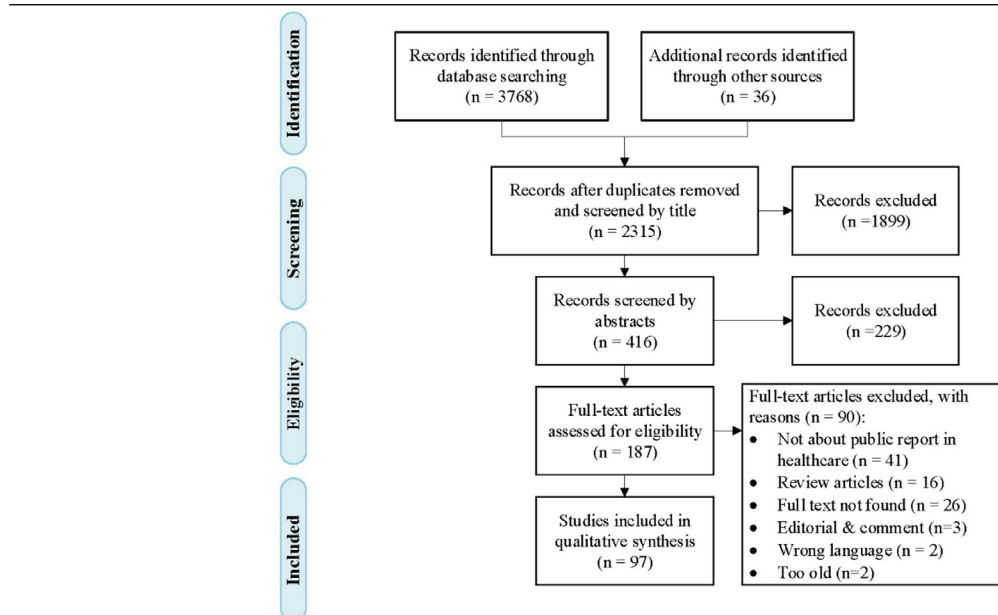 Identification
Records identified through
database searching
(n = 3768)
Additional records identified
through other sources
(n = 36)
Screening
Records after duplicates removed
and screened by title
(n = 2315)
Records excluded
(n =1899)
Records screened by
abstracts
(n = 416)
Records excluded
(n =229)
Eligibility
Full-text articles
assessed for eligibility
(n = 187)
Full-text articles excluded, with
reasons (n = 90):
● Not about public report in
healthcare (n = 41)
● Review articles (n = 16)
● Full text not found (n = 26)
● Editorial & comment (n=3)
● Wrong language (n = 2)
● Too old (n=2)
Included
Studies included in
qualitative synthesis
(n = 97)